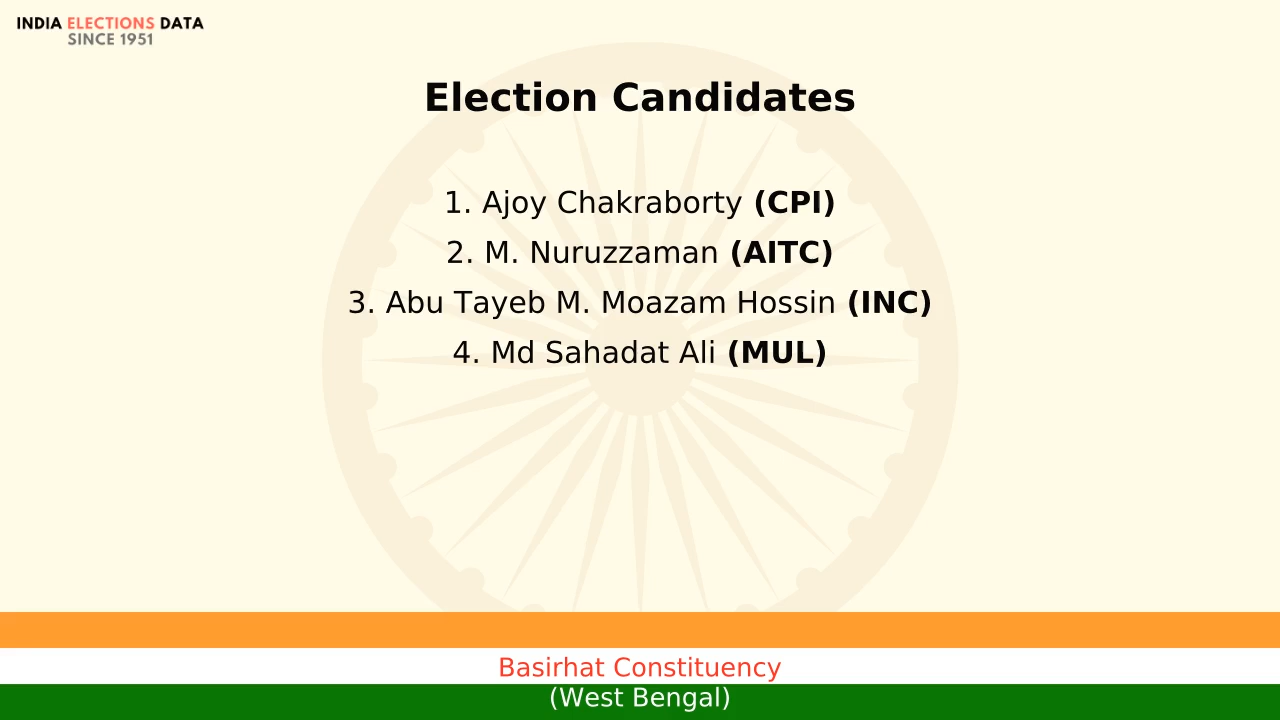 INDIA ELECTIONS DATA
SINCE 1951
Election Candidates
1. Ajoy Chakraborty (CPI)
2. M. Nuruzzaman (AITC)
3. Abu Tayeb M. Moazam Hossin (INC)
4. Md Sahadat Ali (MUL)
Basirhat Constituency
(West Bengal)